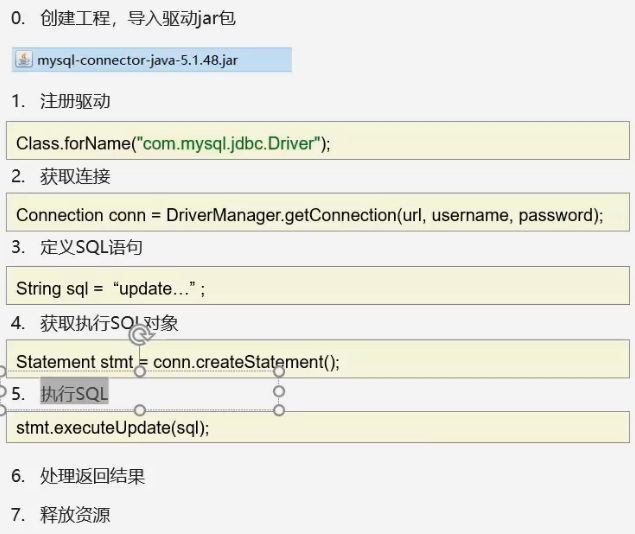 0. 创建工程，导入驱动jar包
mysql-connector-java-5.1.48.jar
1. 注册驱动
Class.forName("com.mysql.jdbc.Driver");
2. 获取连接
Connection conn = DriverManager.getConnection(url, username, password);
3. 定义SQL语句
String sql = “update…” ;
4. 获取执行SQL对象
Statement stmt = conn.createStatement();
5. 执行SQL
stmt.executeUpdate(sql);
6. 处理返回结果
7. 释放资源